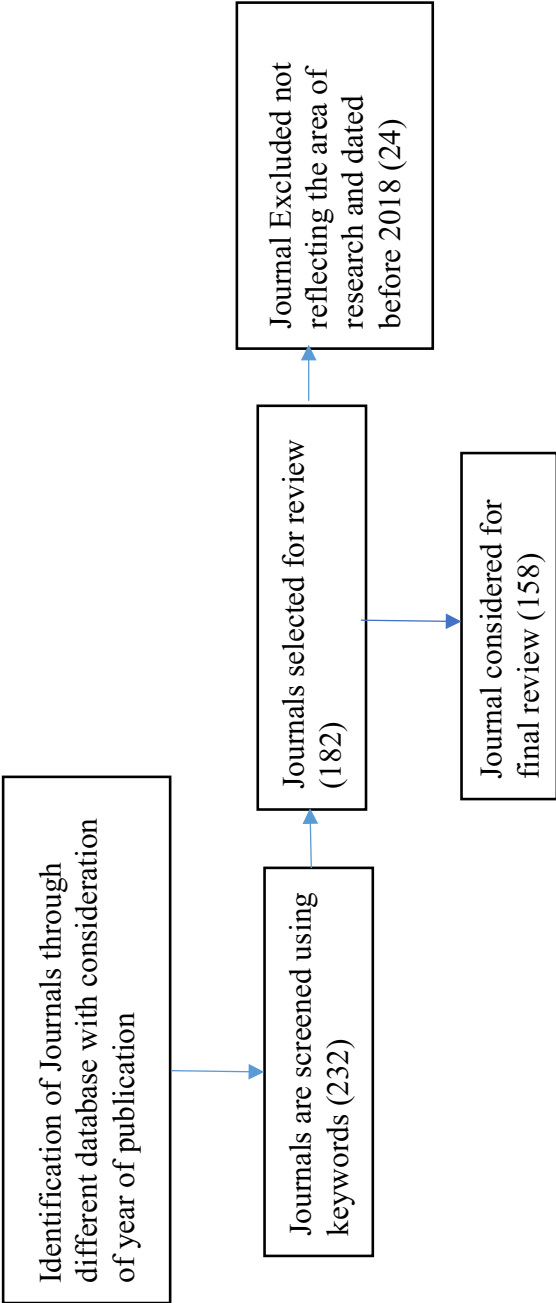 Identification of Journals through
different database with consideration
of year of publication
Journals are screened using
keywords (232)
Journals selected for review
(182)
Journal Excluded not
reflecting the area of
research and dated
before 2018 (24)
Journal considered for
final review (158)